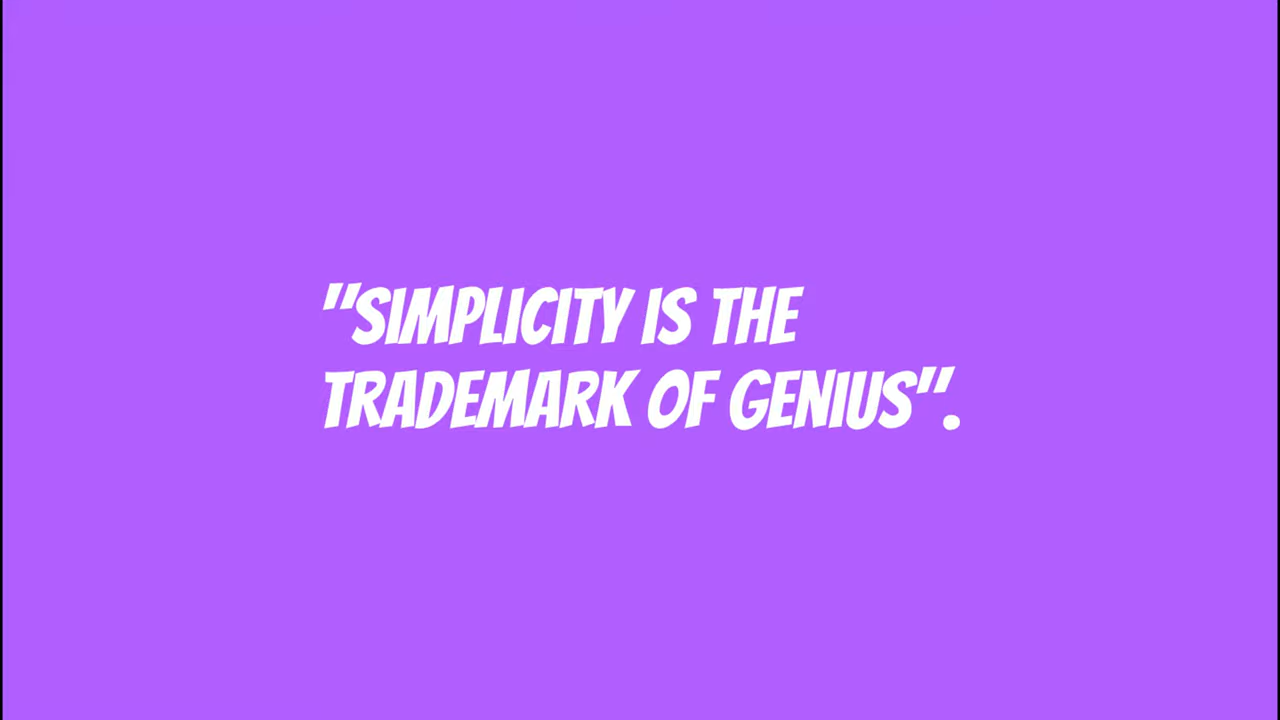 "SIMPLICITY IS THE
TRADEMARK OF GENIUS".